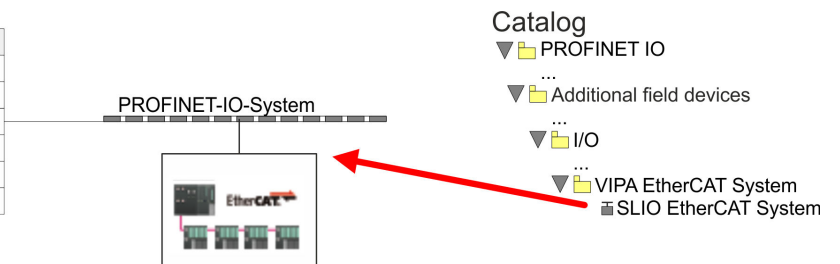 Catalog
PROFINET IO
...
Additional field devices
...
I/O
...
VIPA EtherCAT System
SLIO EtherCAT System
PROFINET-IO-System
EtherCAT